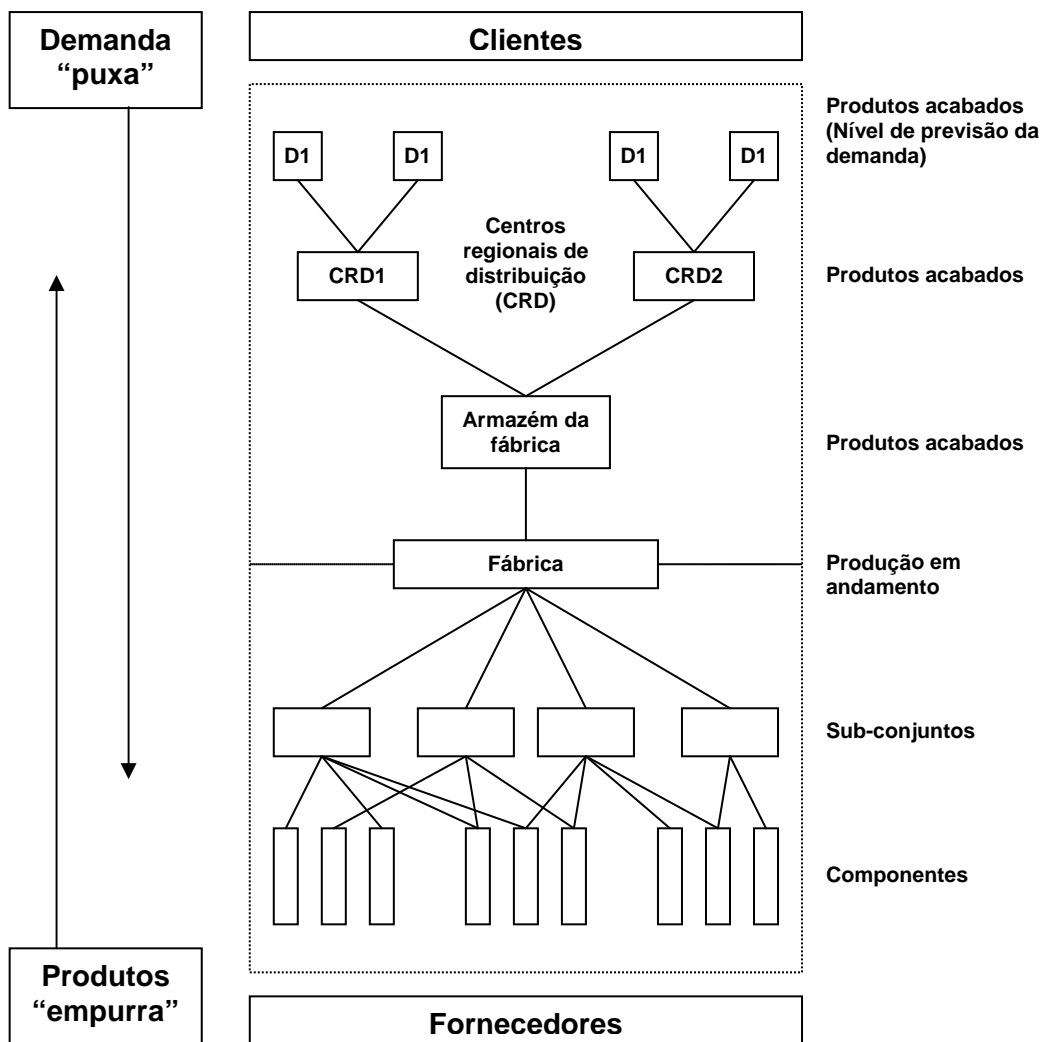 Demanda
“puxa”
Clientes
Produtos acabados
(Nível de previsão da
demanda)
D1
D1
D1
D1
Centros
regionais de
distribuição
(CRD)
CRD1
CRD2
Produtos acabados
Armazém da
fábrica
Produtos acabados
Fábrica
Produção em
andamento
Sub-conjuntos
Componentes
Produtos
“empurra”
Fornecedores